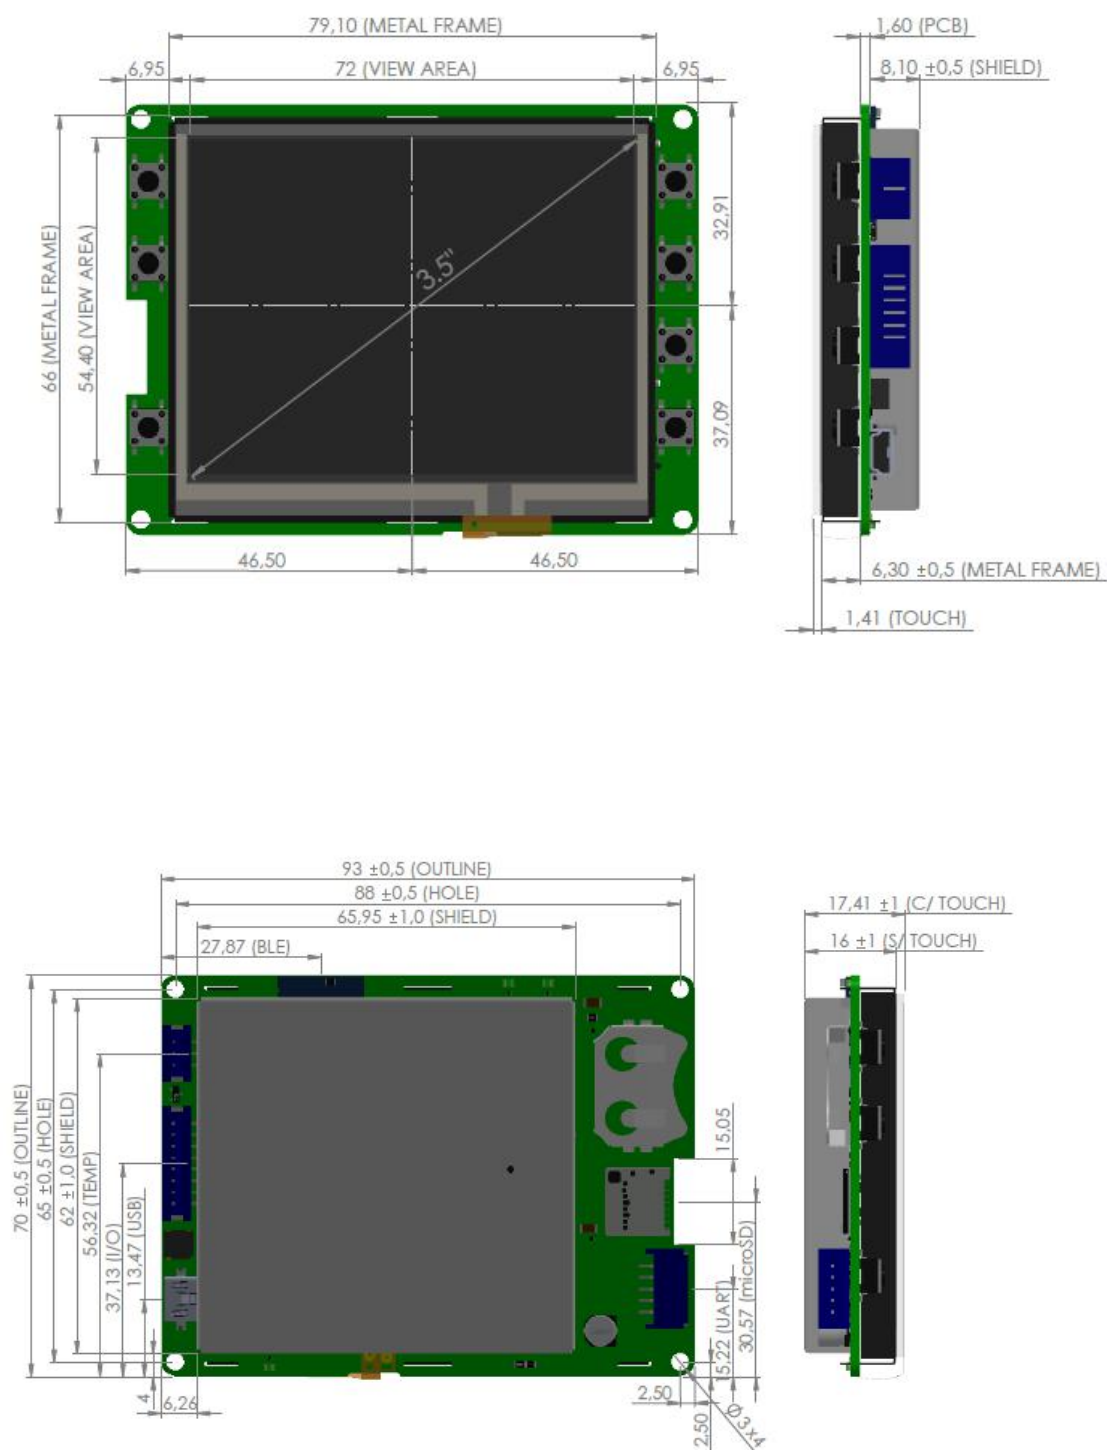 79,10 (METAL FRAME)
1,60 (PCB)
6,95
72 (VIEW AREA)
6,95
8,10 ±0,5 (SHIELD)
66 (METAL FRAME)
54,40 (VIEW AREA)
3.5"
32,91
37,09
46,50
46,50
6,30 ±0,5 (METAL FRAME)
1,41 (TOUCH)
93 ±0,5 (OUTLINE)
88 ±0,5 (HOLE)
65,95 ±1,0 (SHIELD)
27,87 (BLE)
17,41 ±1 (C/ TOUCH)
16 ±1 (S/ TOUCH)
70 ±0,5 (OUTLINE)
65 ±0,5 (HOLE)
62 ±1,0 (SHIELD)
56,32 (TEMP)
37,13 (I/O)
13,47 (USB)
15,05
15,22 (UART)
30,57 (microSD)
4
6,26
2,50
2,50
Ø3x4